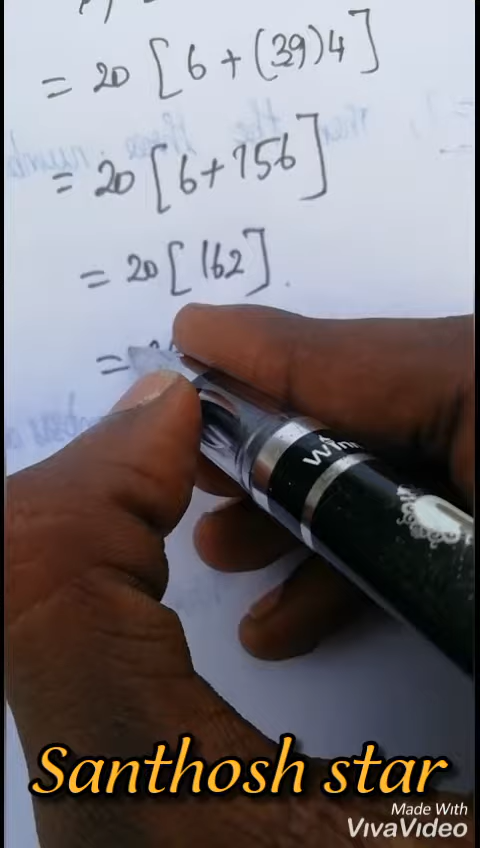 = 20 [6 + (39)4]
= 20 [6 + 156]
= 20 [162].
=
Santhosh star
Made With
VivaVideo